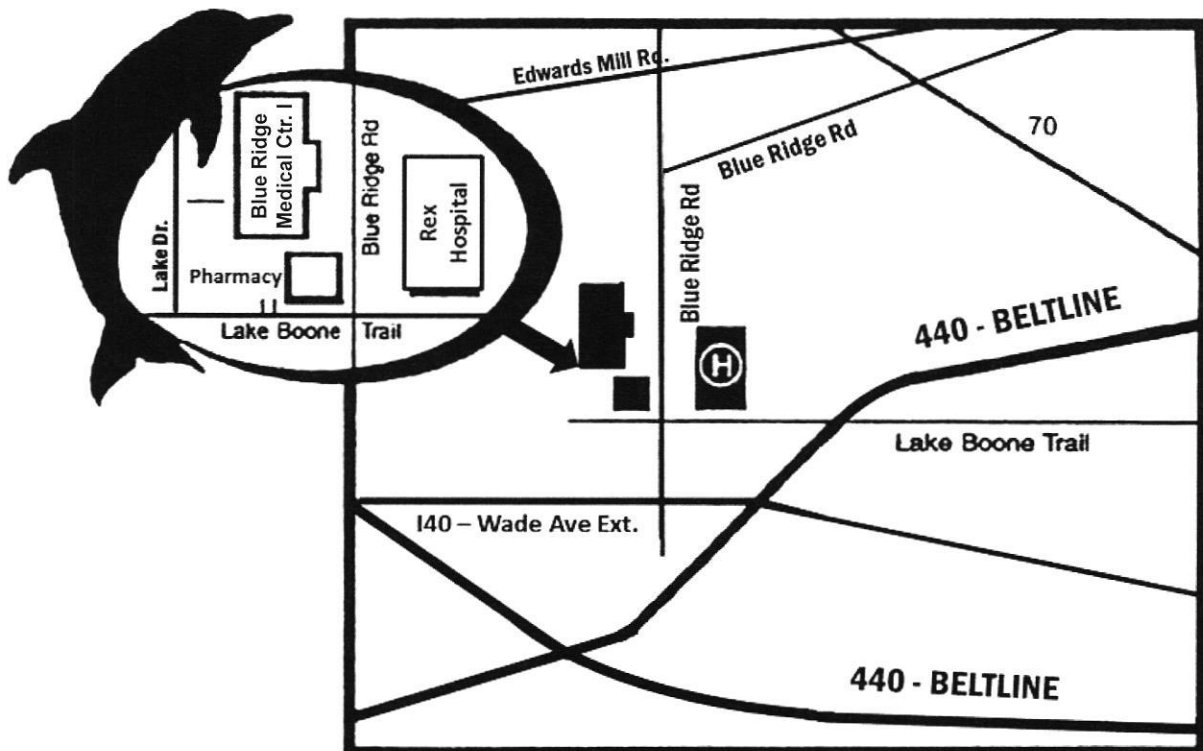 Edwards Mill Rd.
Blue Ridge Rd
70
Blue Ridge
Medical Ctr. I
Blue Ridge Rd
Rex
Hospital
Lake Dr.
Pharmacy
Lake Boone Trail
Blue Ridge Rd
H
440 - BELTLINE
Lake Boone Trail
I40 – Wade Ave Ext.
440 - BELTLINE